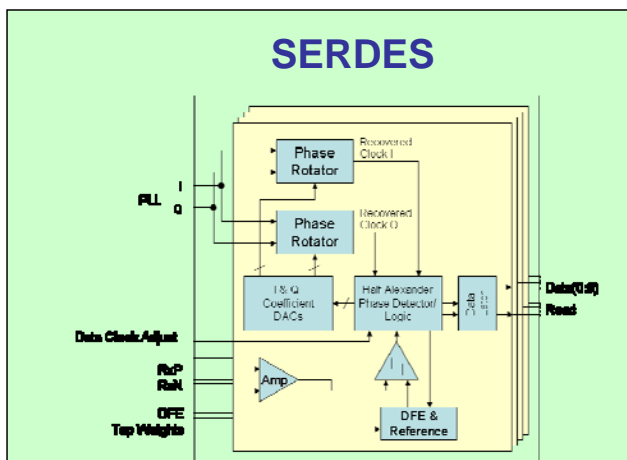 SERDES
Phase
Rotator
Recovered
Clock I
PLL
I
Q
Phase
Rotator
Recovered
Clock Q
I & Q
Coefficient
DACs
Half Alexander
Phase Detector/
Logic
Data
Data Clock Adjust
RxP
RxN
Amp
DFE
Tap Weights
DFE &
Reference
Data(0:9)